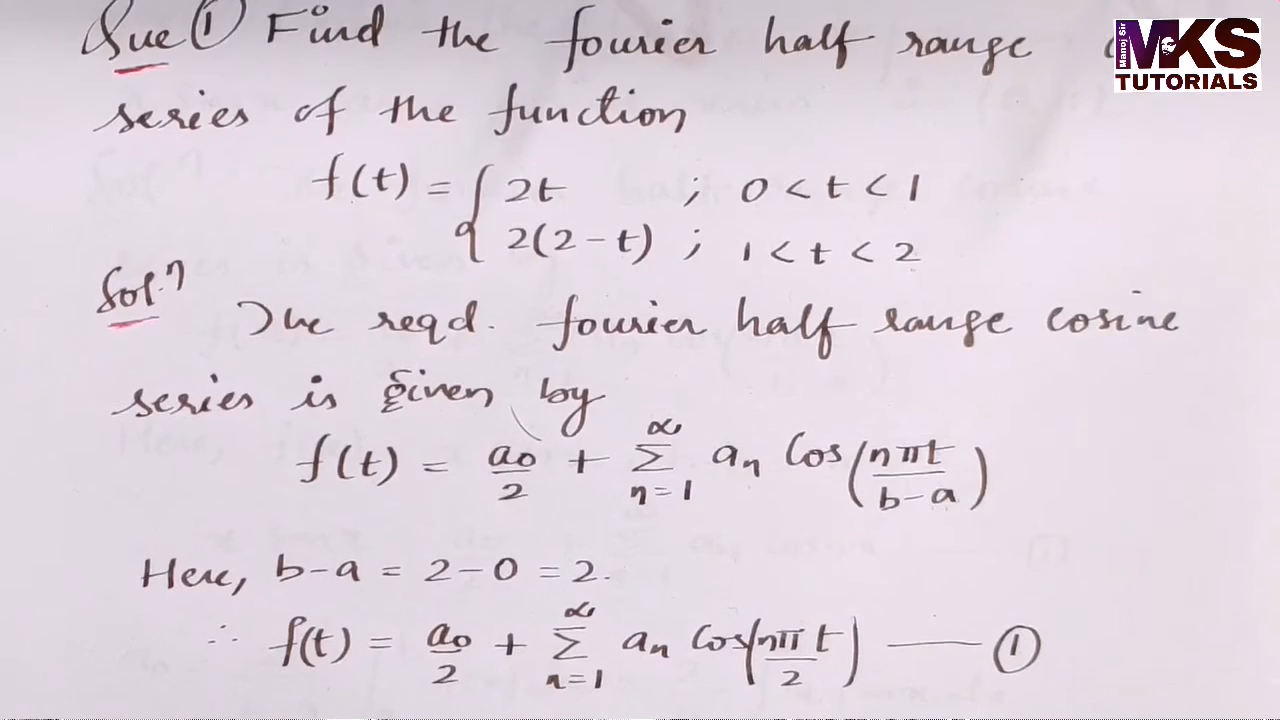 Que ① Find the fourier half range
series of the function
f(t) = { 2t ; 0 < t < 1
2(2-t) ; 1 < t < 2
Sol.ⁿ
The reqd. fourier half range cosine
series is given by
f(t) = a₀/2 + Σ_{n=1}^{∞} aₙ Cos(nπt/(b-a))
Here, b-a = 2-0 = 2.
∴ f(t) = a₀/2 + Σ_{n=1}^{∞} aₙ Cos(nπt/2) —— ①
Manoj Sir
MKS
TUTORIALS